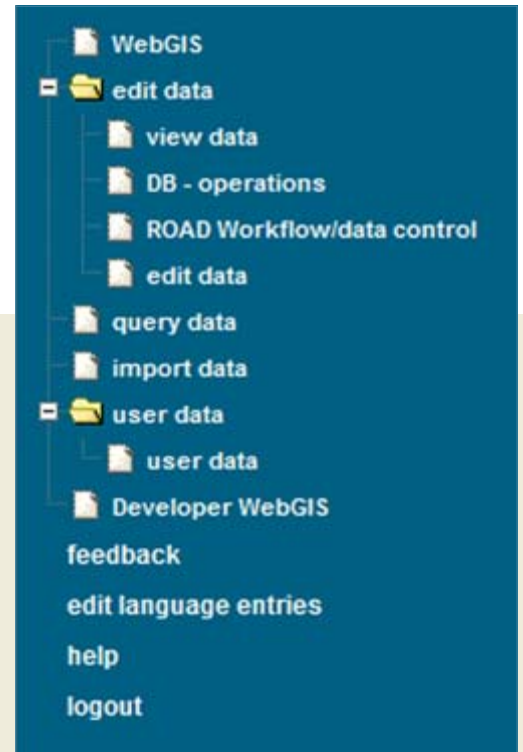 WebGIS
edit data
view data
DB - operations
ROAD Workflow/data control
edit data
query data
import data
user data
user data
Developer WebGIS
feedback
edit language entries
help
logout